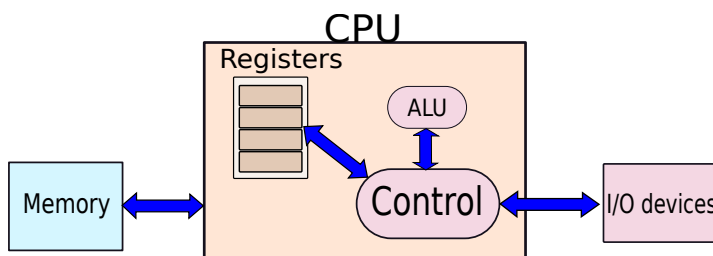 CPU
Registers
ALU
Memory
Control
I/O devices